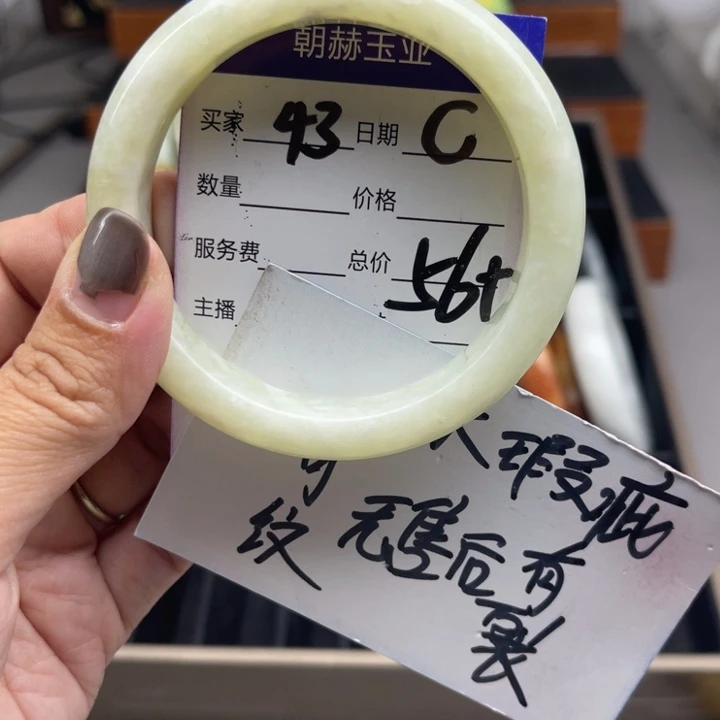 朝赫玉业
买家 43 日期 C
数量 价格
服务费 总价 56t
主播
瑕疵
无售后有
纹
裂